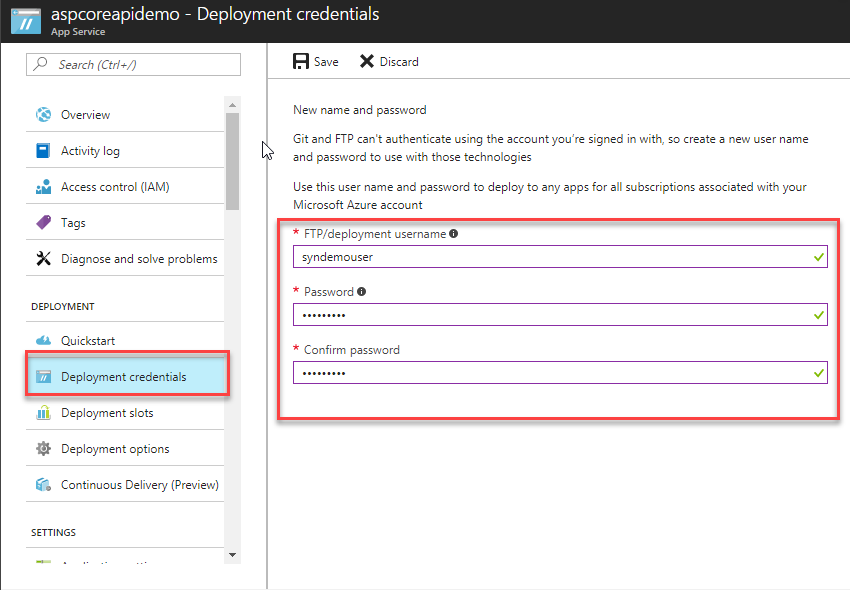 aspcoreapidemo - Deployment credentials
App Service
Search (Ctrl+/)
Overview
Activity log
Access control (IAM)
Tags
Diagnose and solve problems
DEPLOYMENT
Quickstart
Deployment credentials
Deployment slots
Deployment options
Continuous Delivery (Preview)
SETTINGS
Save Discard
New name and password
Git and FTP can't authenticate using the account you're signed in with, so create a new user name
and password to use with those technologies
Use this user name and password to deploy to any apps for all subscriptions associated with your
Microsoft Azure account
* FTP/deployment username
syndemouser
* Password
•••••••••
* Confirm password
•••••••••